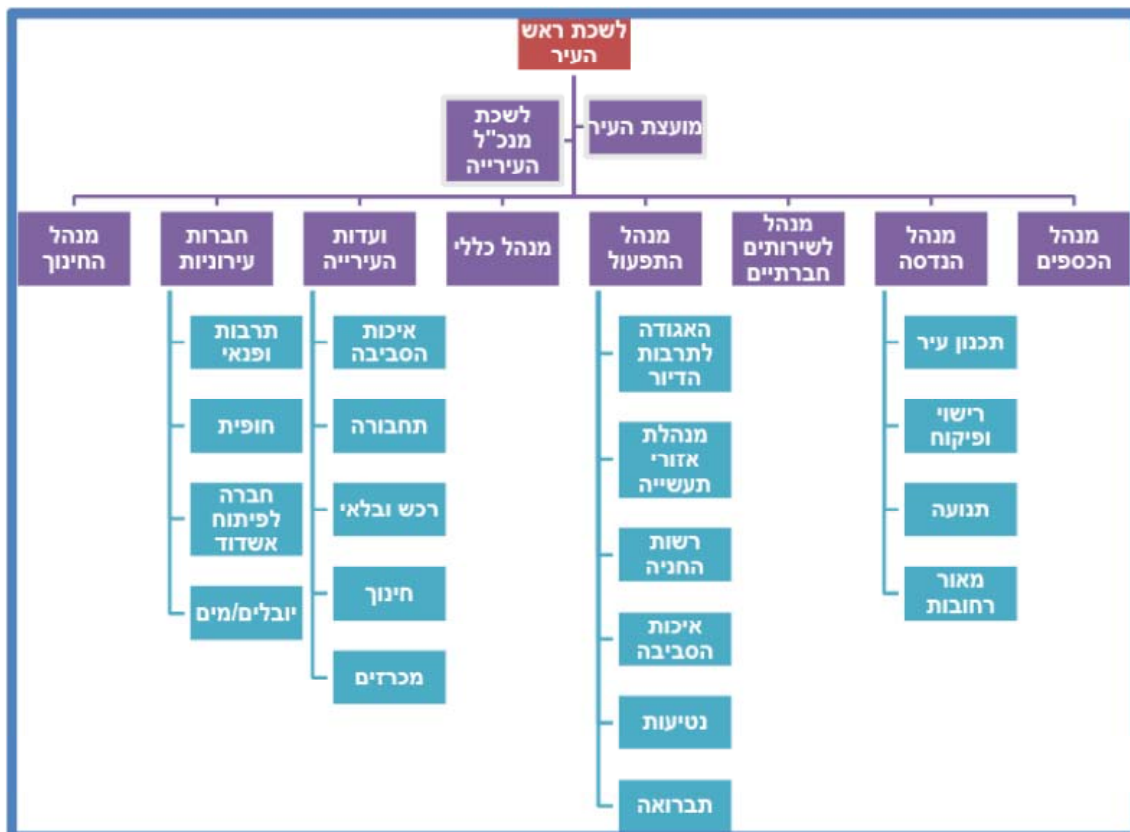 לשכת ראש
העיר
מועצת העיר
לשכת
מנכ"ל
העירייה
מנהל
הכספים
מנהל
הנדסה
מנהל
לשירותים
חברתיים
מנהל
התפעול
מנהל כללי
ועדות
העירייה
חברות
עירוניות
מנהל
החינוך
תכנון עיר
רישוי
ופיקוח
תנועה
מאור
רחובות
האגודה
לתרבות
הדיור
מנהלת
אזורי
תעשייה
רשות
החניה
איכות
הסביבה
נטיעות
תברואה
איכות
הסביבה
תחבורה
רכש ובלאי
חינוך
מכרזים
תרבות
ופנאי
חופית
חברה
לפיתוח
אשדוד
יובלים/מים